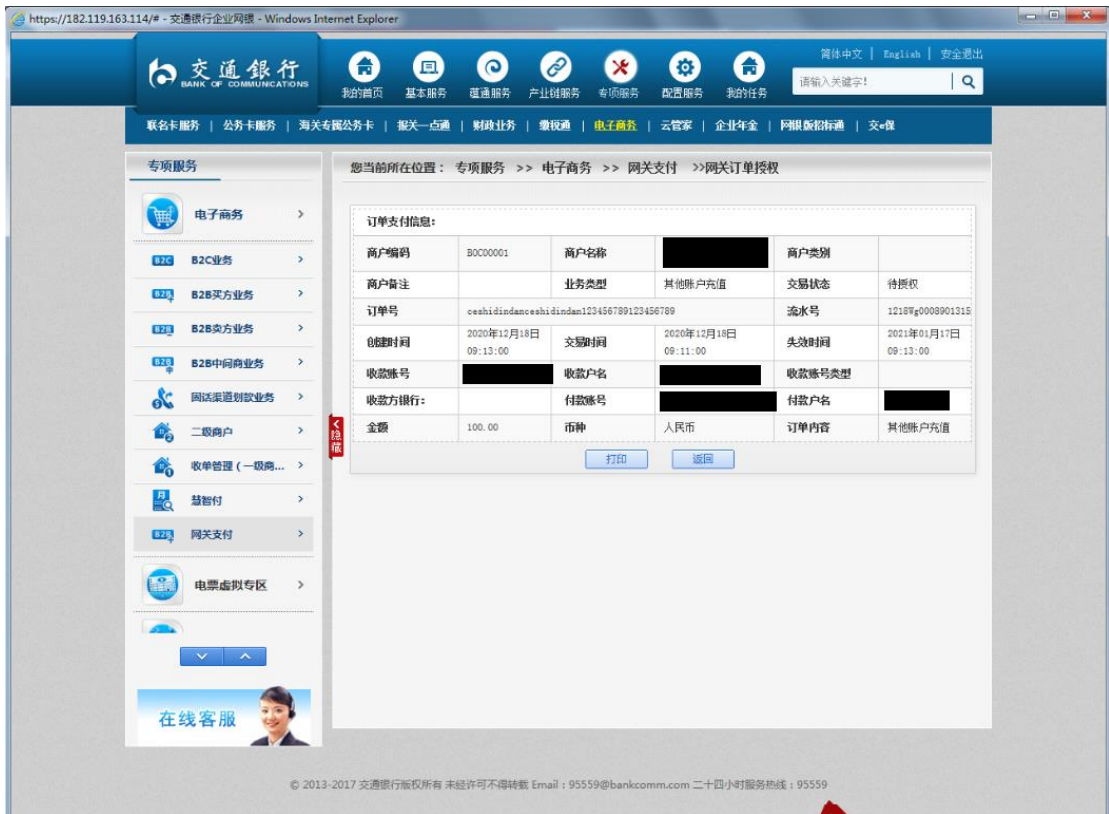 https://182.119.163.114/# - 交通银行企业网银 - Windows Internet Explorer
交通銀行
BANK OF COMMUNICATIONS
我的首页 基本服务 蕴通服务 产业链服务 专项服务 配置服务 我的任务
简体中文 | English | 安全退出
请输入关键字!
联名卡服务 | 公务卡服务 | 海关专属公务卡 | 报关一点通 | 财政业务 | 缴税通 | 电子商务 | 云管家 | 企业年金 | 网银版招标通 | 交e保
专项服务
您当前所在位置: 专项服务 >> 电子商务 >> 网关支付 >>网关订单授权
电子商务 >
B2C B2C业务 >
B2B B2B买方业务 >
B2B B2B卖方业务 >
B2B中 B2B中间商业务 >
固话渠道划款业务 >
二级商户 >
收单管理(一级商... >
慧智付 >
B2B 网关支付 >
电票虚拟专区 >
在线客服
<隐藏
订单支付信息:
商户编码 BOC00001 商户名称 商户类别
商户备注 业务类型 其他账户充值 交易状态 待授权
订单号 ceshidindanceshidindan123456789123456789 流水号 1218Wg0008901315
创建时间 2020年12月18日 09:13:00 交易时间 2020年12月18日 09:11:00 失效时间 2021年01月17日 09:13:00
收款账号 收款户名 收款账号类型
收款方银行: 付款账号 付款户名
金额 100.00 币种 人民币 订单内容 其他账户充值
打印 返回
© 2013-2017 交通银行版权所有 未经许可不得转载 Email:95559@bankcomm.com 二十四小时服务热线:95559